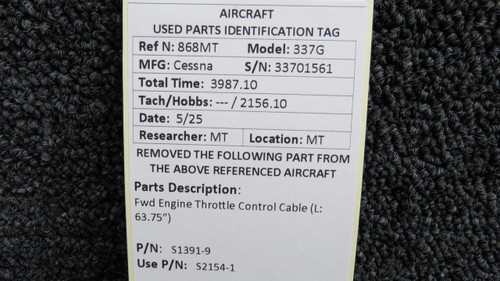 AIRCRAFT
USED PARTS IDENTIFICATION TAG
Ref N: 868MT Model: 337G
MFG: Cessna S/N: 33701561
Total Time: 3987.10
Tach/Hobbs: --- / 2156.10
Date: 5/25
Researcher: MT Location: MT
REMOVED THE FOLLOWING PART FROM
THE ABOVE REFERENCED AIRCRAFT
Parts Description:
Fwd Engine Throttle Control Cable (L:
63.75")
P/N: S1391-9
Use P/N: S2154-1